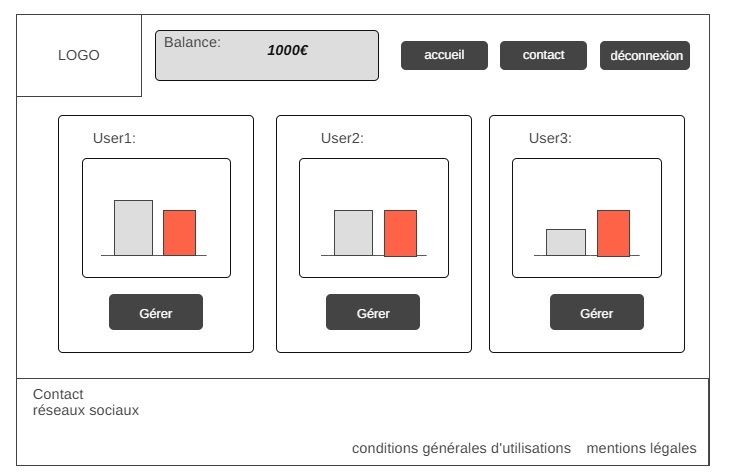 LOGO
Balance:
1000€
accueil
contact
déconnexion
User1:
User2:
User3:
Gérer
Gérer
Gérer
Contact
réseaux sociaux
conditions générales d'utilisations
mentions légales